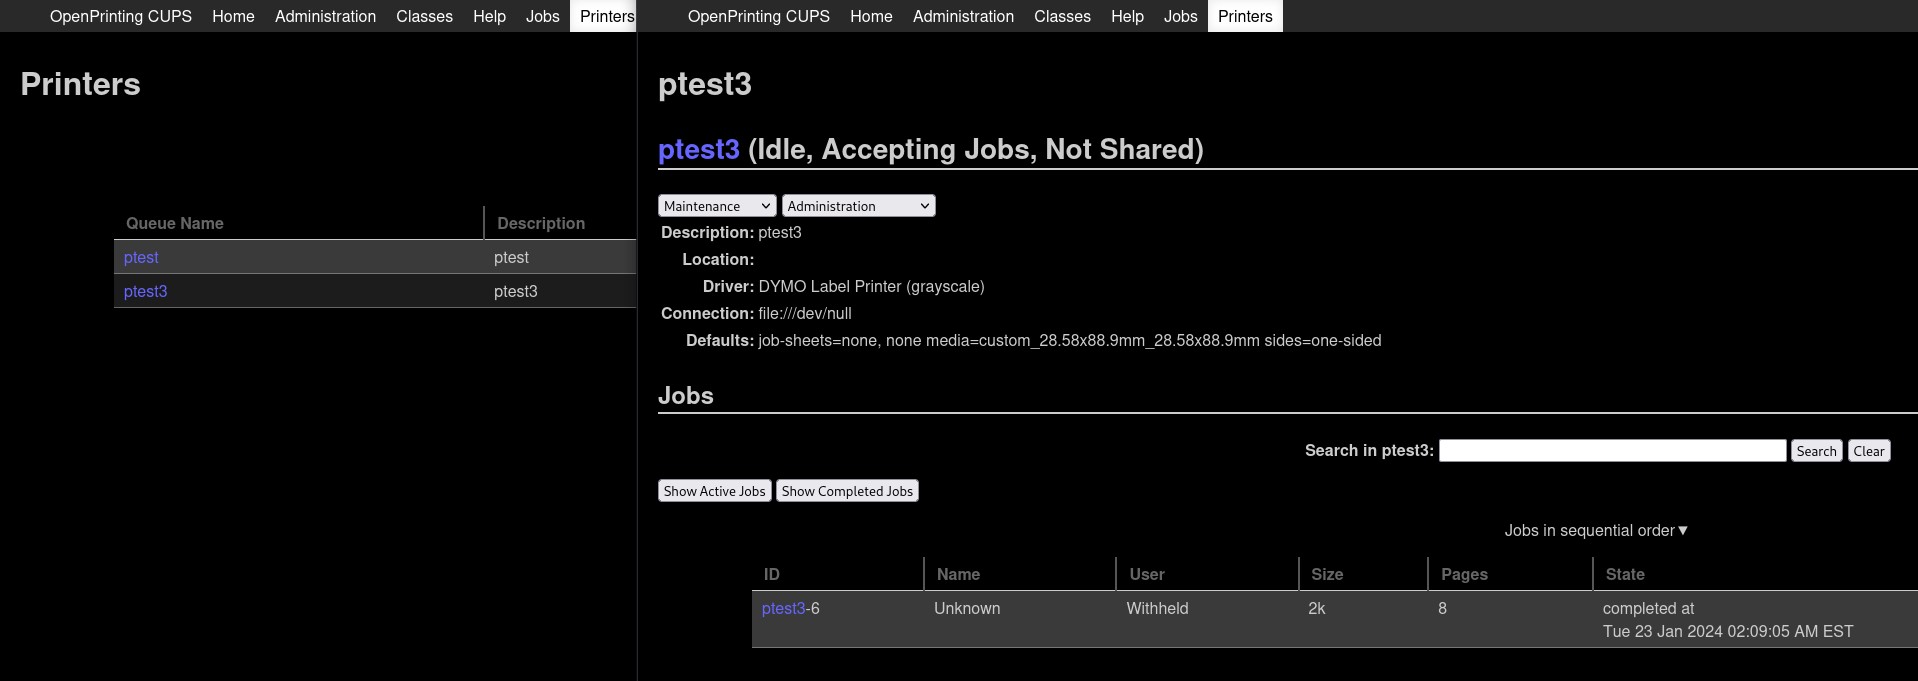 OpenPrinting CUPS Home Administration Classes Help Jobs Printers
Printers
Queue Name Description
ptest ptest
ptest3 ptest3
OpenPrinting CUPS Home Administration Classes Help Jobs Printers
ptest3
ptest3 (Idle, Accepting Jobs, Not Shared)
Maintenance Administration
Description: ptest3
Location:
Driver: DYMO Label Printer (grayscale)
Connection: file:///dev/null
Defaults: job-sheets=none, none media=custom_28.58x88.9mm_28.58x88.9mm sides=one-sided
Jobs
Search in ptest3: Search Clear
Show Active Jobs Show Completed Jobs
Jobs in sequential order▼
ID Name User Size Pages State
ptest3-6 Unknown Withheld 2k 8 completed at
Tue 23 Jan 2024 02:09:05 AM EST